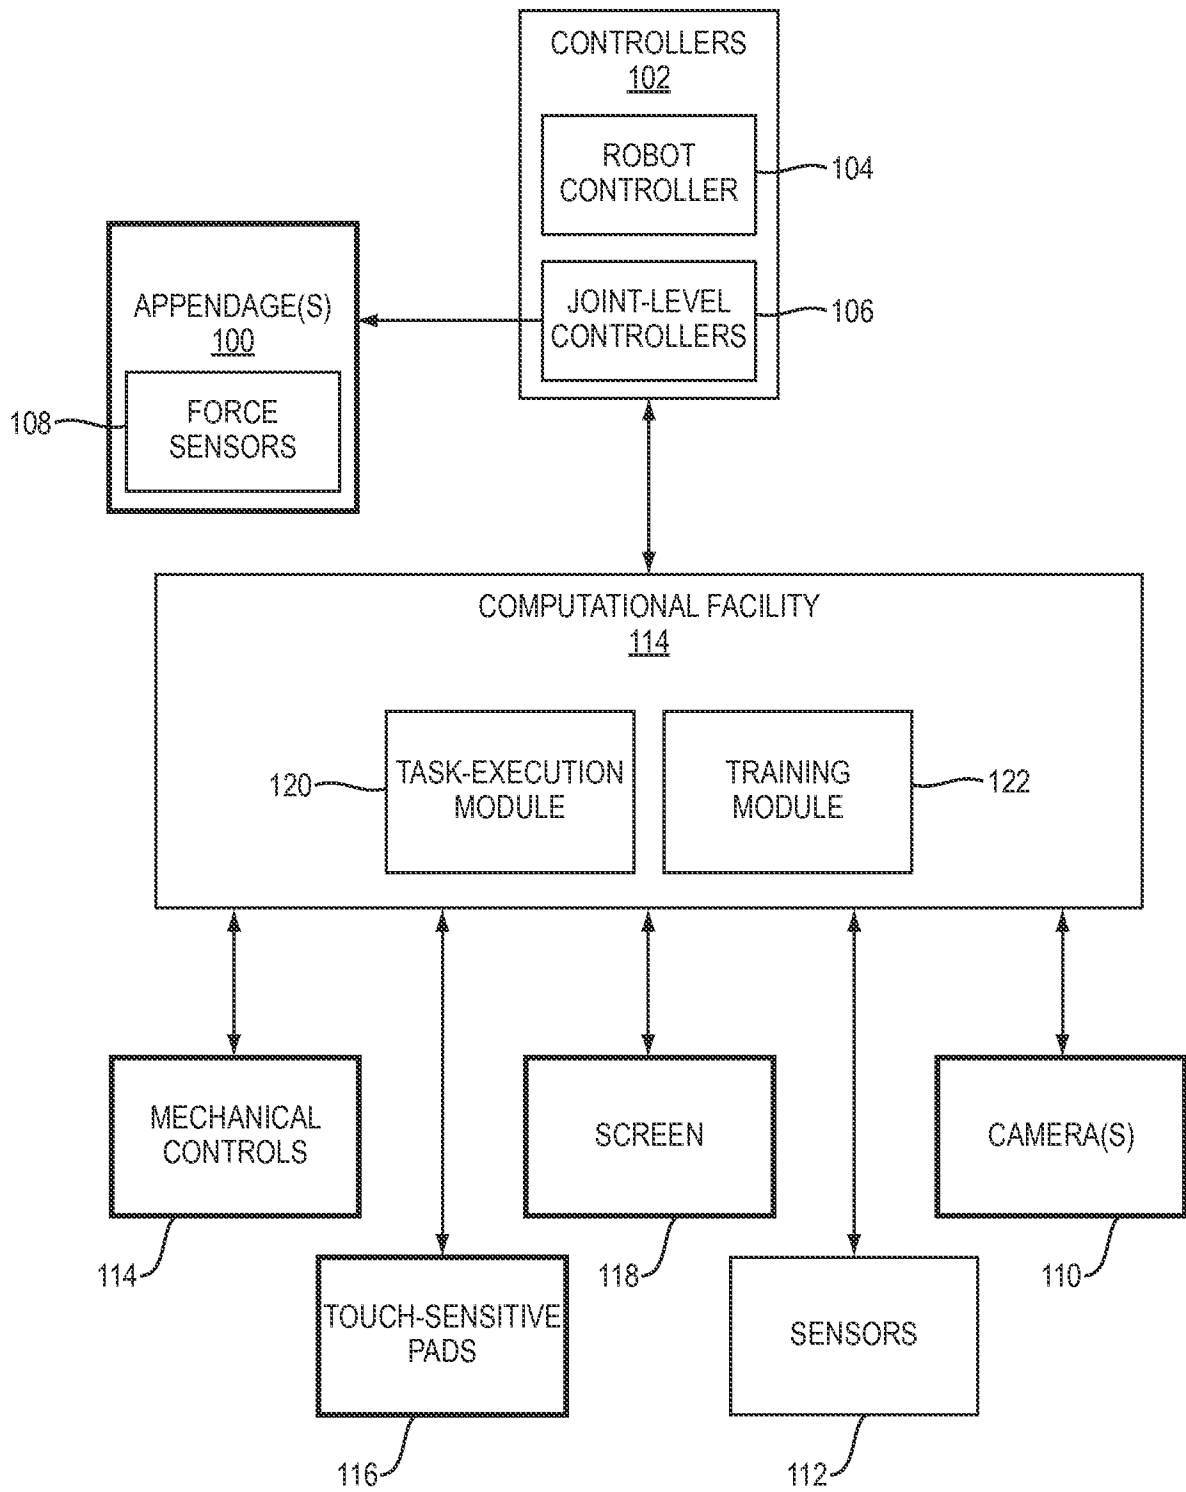 CONTROLLERS
102
ROBOT
CONTROLLER
104
JOINT-LEVEL
CONTROLLERS
106
APPENDAGE(S)
100
FORCE
SENSORS
108
COMPUTATIONAL FACILITY
114
TASK-EXECUTION
MODULE
120
TRAINING
MODULE
122
MECHANICAL
CONTROLS
114
SCREEN
118
CAMERA(S)
110
TOUCH-SENSITIVE
PADS
116
SENSORS
112